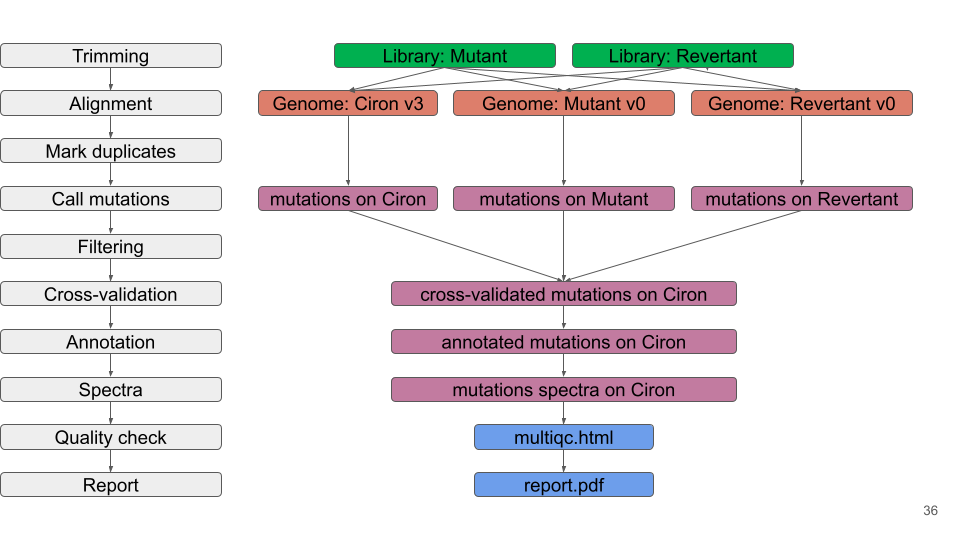 Trimming
Library: Mutant
Library: Revertant
Alignment
Genome: Ciron v3
Genome: Mutant v0
Genome: Revertant v0
Mark duplicates
Call mutations
mutations on Ciron
mutations on Mutant
mutations on Revertant
Filtering
Cross-validation
cross-validated mutations on Ciron
Annotation
annotated mutations on Ciron
Spectra
mutations spectra on Ciron
Quality check
multiqc.html
Report
report.pdf
36